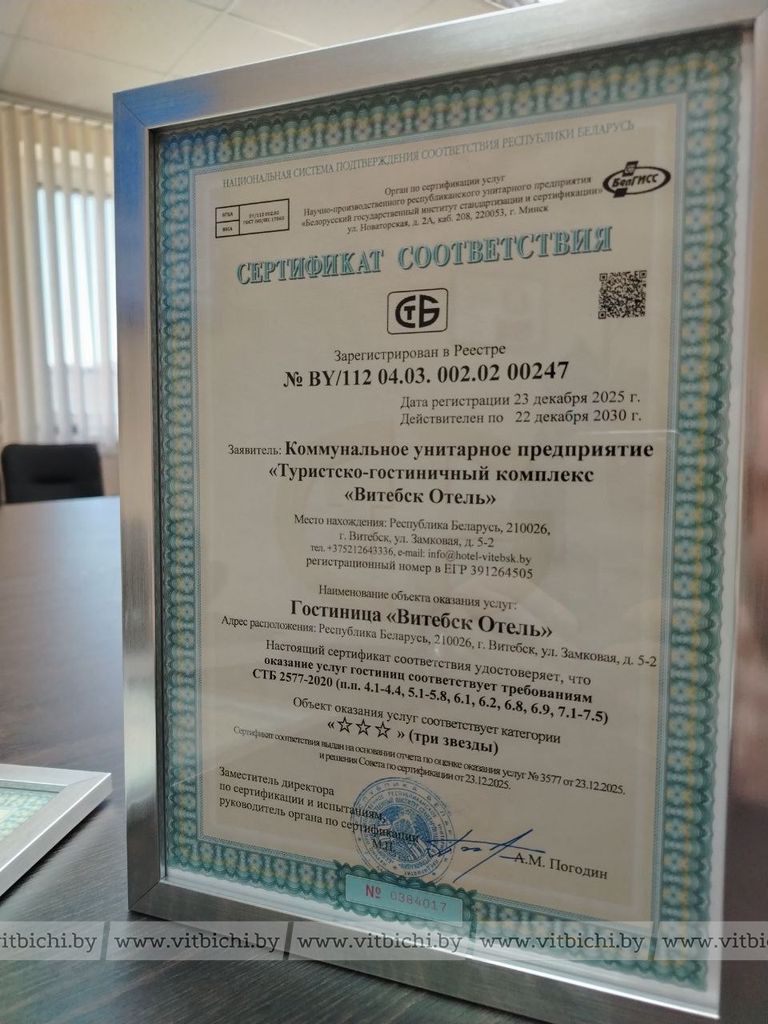 НАЦИОНАЛЬНАЯ СИСТЕМА ПОДТВЕРЖДЕНИЯ СООТВЕТСТВИЯ РЕСПУБЛИКИ БЕЛАРУСЬ
Орган по сертификации услуг
Научно-производственного республиканского унитарного предприятия
«Белорусский государственный институт стандартизации и сертификации»
ул. Новаторская, д. 2А, каб. 208, 220053, г. Минск
БелГИСС
СЕРТИФИКАТ СООТВЕТСТВИЯ
СТБ
Зарегистрирован в Реестре
№ BY/112 04.03. 002.02 00247
Дата регистрации 23 декабря 2025 г.
Действителен по 22 декабря 2030 г.
Заявитель: Коммунальное унитарное предприятие
«Туристско-гостиничный комплекс
«Витебск Отель»
Место нахождения: Республика Беларусь, 210026,
г. Витебск, ул. Замковая, д. 5-2
тел. +375212643336, e-mail: info@hotel-vitebsk.by
регистрационный номер в ЕГР 391264505
Наименование объекта оказания услуг:
Гостиница «Витебск Отель»
Адрес расположения: Республика Беларусь, 210026, г. Витебск, ул. Замковая, д. 5-2
Настоящий сертификат соответствия удостоверяет, что
оказание услуг гостиниц соответствует требованиям
СТБ 2577-2020 (п.п. 4.1-4.4, 5.1-5.8, 6.1, 6.2, 6.8, 6.9, 7.1-7.5)
Объект оказания услуг соответствует категории
«☆☆☆» (три звезды)
Сертификат соответствия выдан на основании отчета по оценке оказания услуг № 3577 от 23.12.2025.
и решения Совета по сертификации от 23.12.2025.
Заместитель директора
по сертификации и испытаниям,
руководитель органа по сертификации
М.П.
А.М. Погодин
№ 0384017
www.vitbichi.by